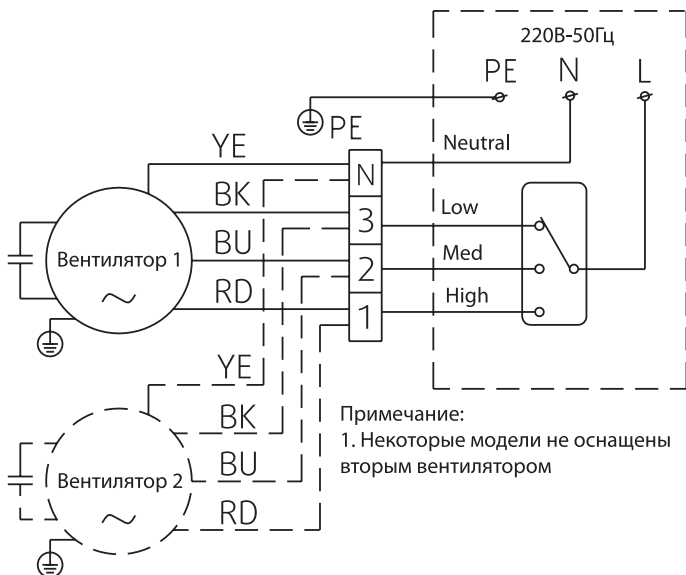 220В-50Гц
PE N L
PE
Neutral
YE
N
BK
3
Low
BU
2
Med
Вентилятор 1
RD
1
High
YE
BK
BU
Вентилятор 2
RD
Примечание:
1. Некоторые модели не оснащены
вторым вентилятором